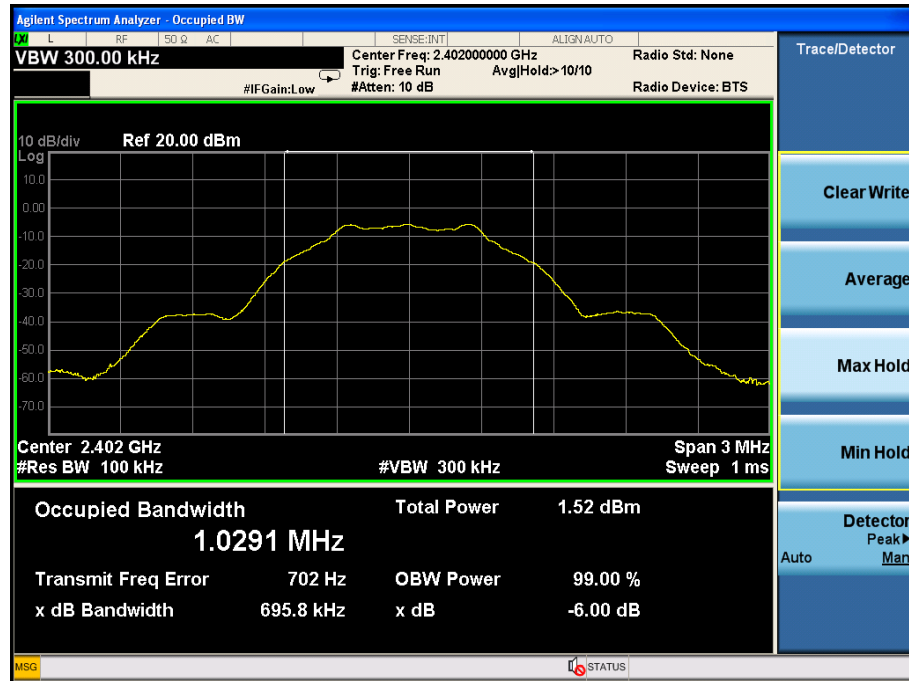 Agilent Spectrum Analyzer - Occupied BW
LXI L RF 50 Ω AC SENSE:INT ALIGN AUTO
VBW 300.00 kHz
Center Freq: 2.402000000 GHz Radio Std: None
Trig: Free Run Avg|Hold:>10/10
#IFGain:Low #Atten: 10 dB Radio Device: BTS
10 dB/div Ref 20.00 dBm
Log
10.0
0.00
-10.0
-20.0
-30.0
-40.0
-50.0
-60.0
-70.0
Center 2.402 GHz Span 3 MHz
#Res BW 100 kHz #VBW 300 kHz Sweep 1 ms
Occupied Bandwidth Total Power 1.52 dBm
1.0291 MHz
Transmit Freq Error 702 Hz OBW Power 99.00 %
x dB Bandwidth 695.8 kHz x dB -6.00 dB
MSG STATUS
Trace/Detector
Clear Write
Average
Max Hold
Min Hold
Detector
Peak▶
Auto Man